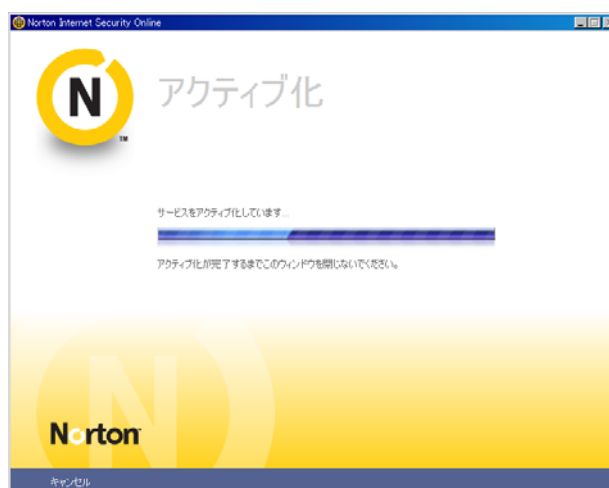 Norton Internet Security Online
N
TM
アクティブ化
サービスをアクティブ化しています...
アクティブ化が完了するまでこのウィンドウを閉じないでください。
Norton
キャンセル